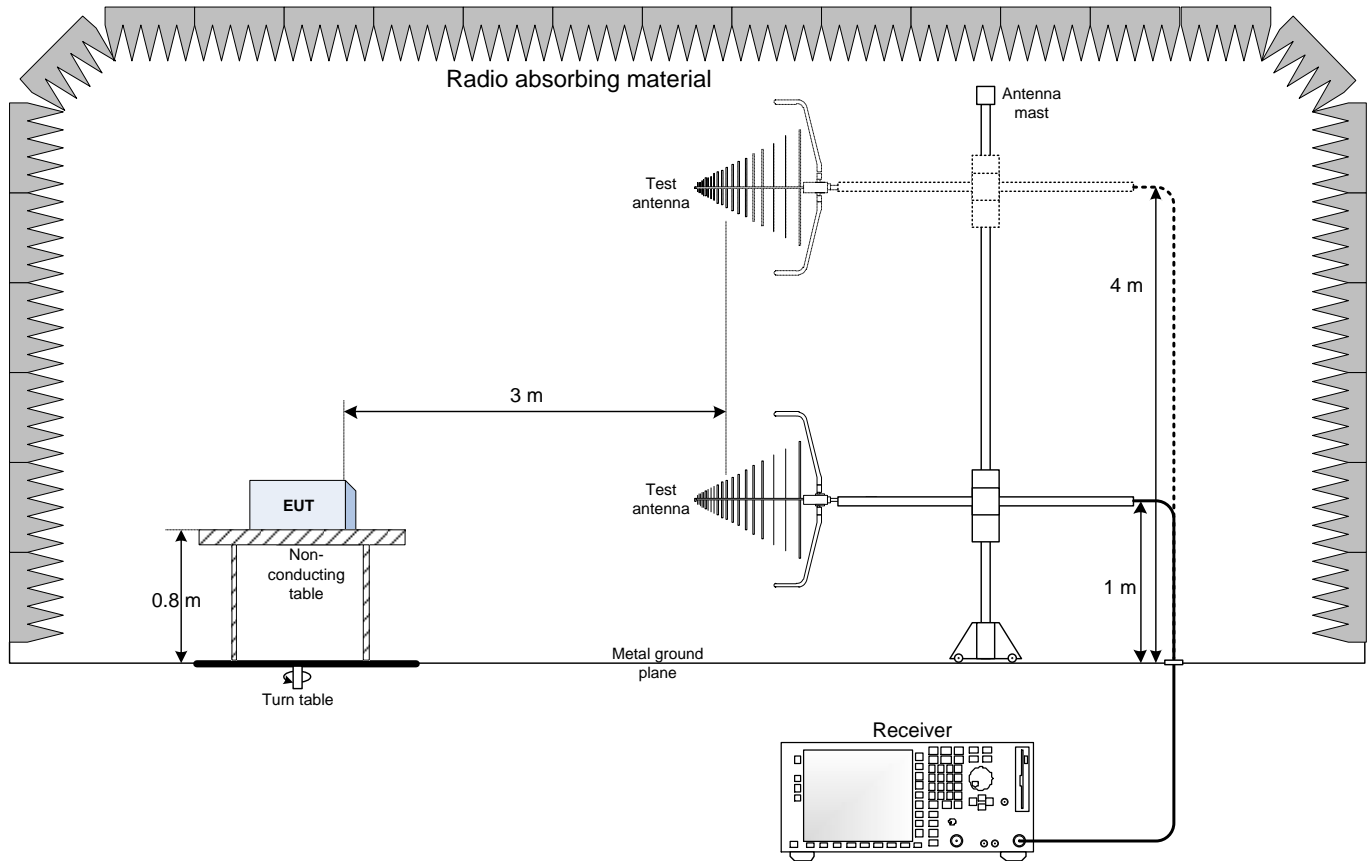 Radio absorbing material
Antenna
mast
Test
antenna
4 m
3 m
Test
antenna
EUT
Non-
conducting
table
0.8 m
1 m
Metal ground
plane
Turn table
Receiver